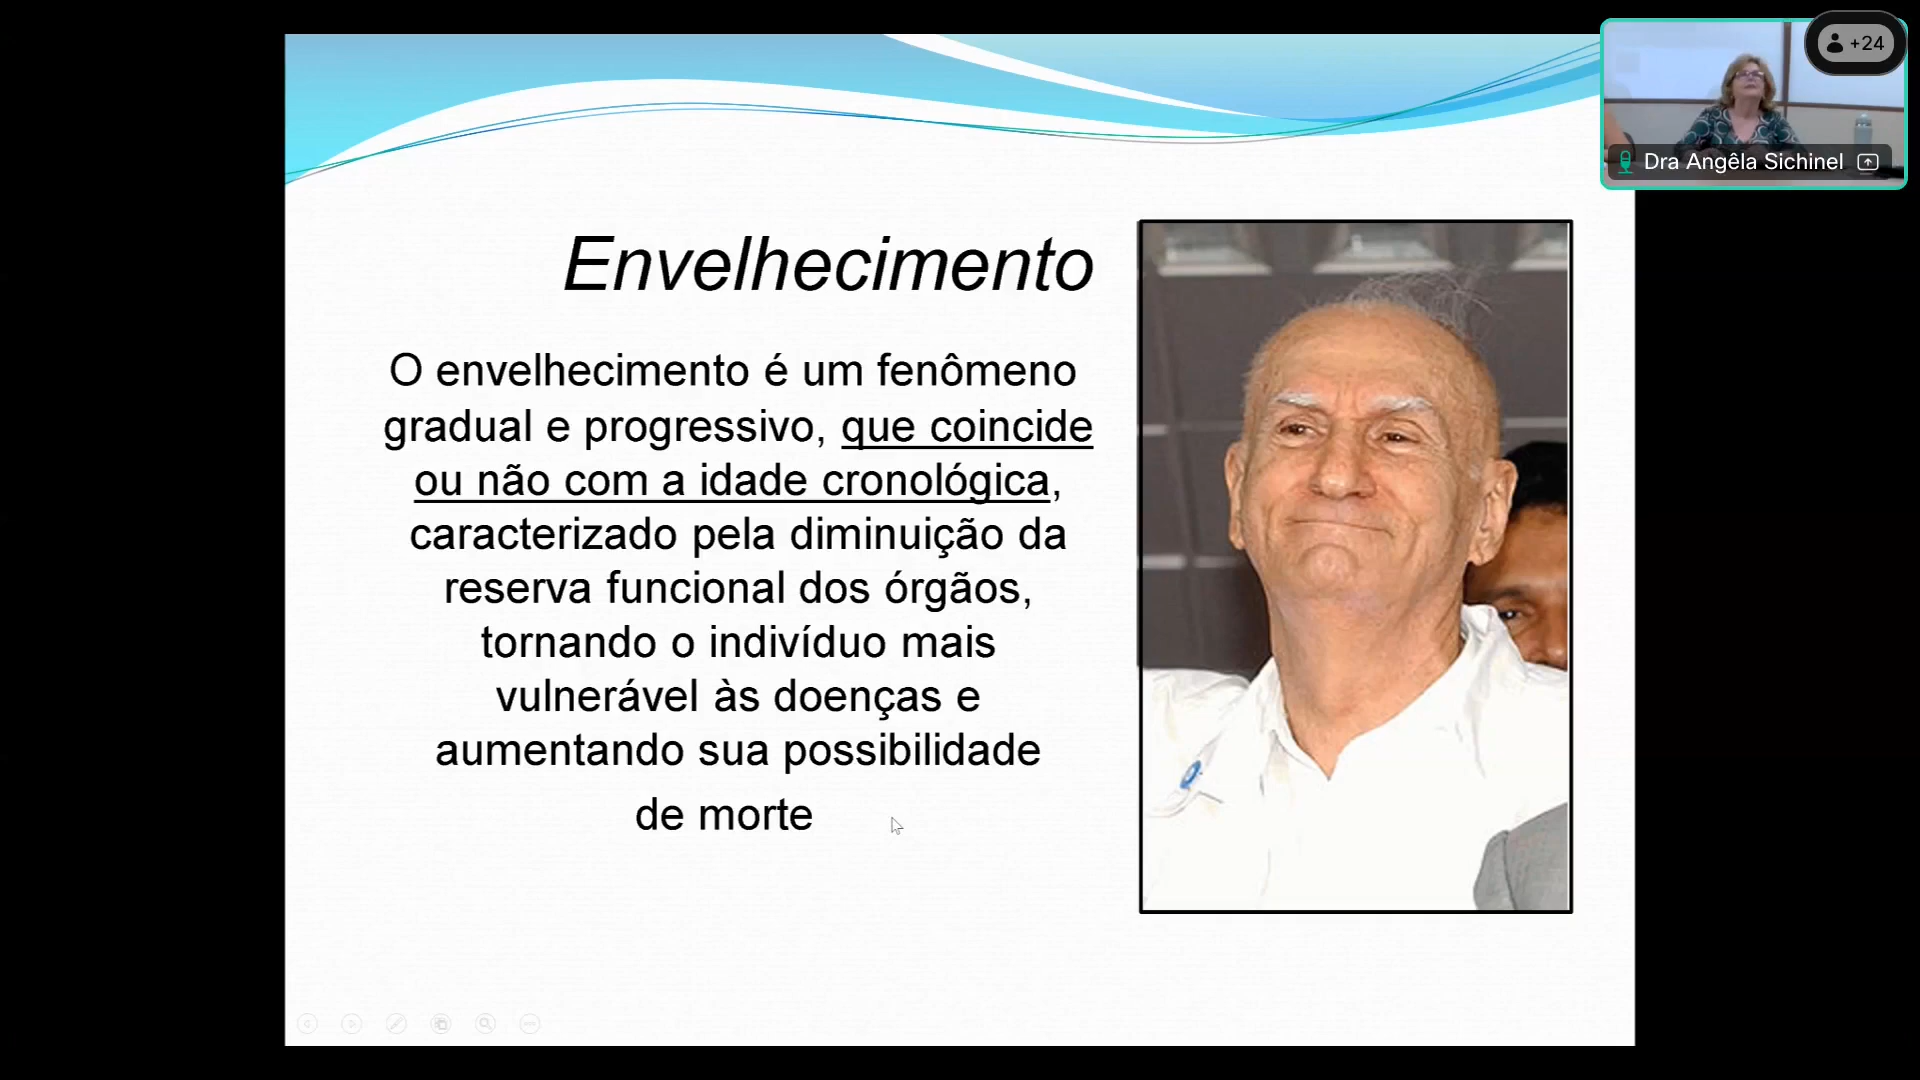 +24
Dra Angêla Sichinel
Envelhecimento
O envelhecimento é um fenômeno
gradual e progressivo, que coincide
ou não com a idade cronológica,
caracterizado pela diminuição da
reserva funcional dos órgãos,
tornando o indivíduo mais
vulnerável às doenças e
aumentando sua possibilidade
de morte